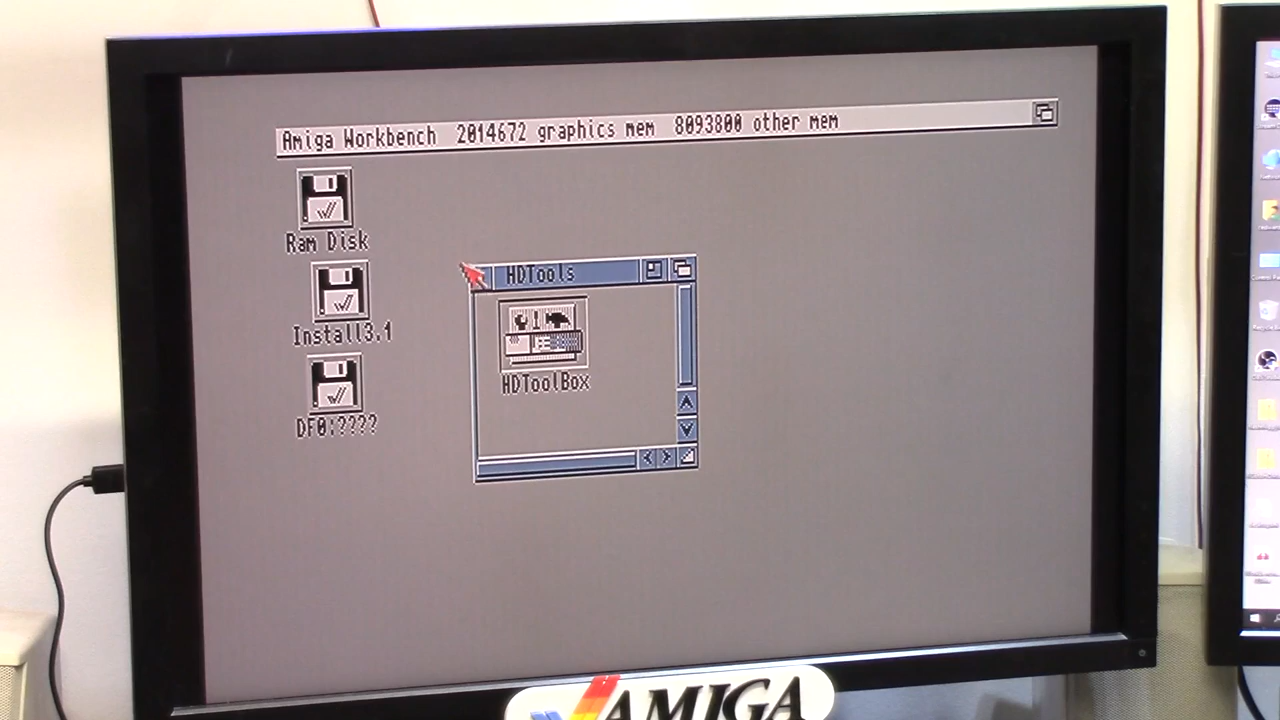 Amiga Workbench 2014672 graphics mem 8093800 other mem
Ram Disk
Install3.1
DF0:????
HDTools
HDToolBox
AMIGA